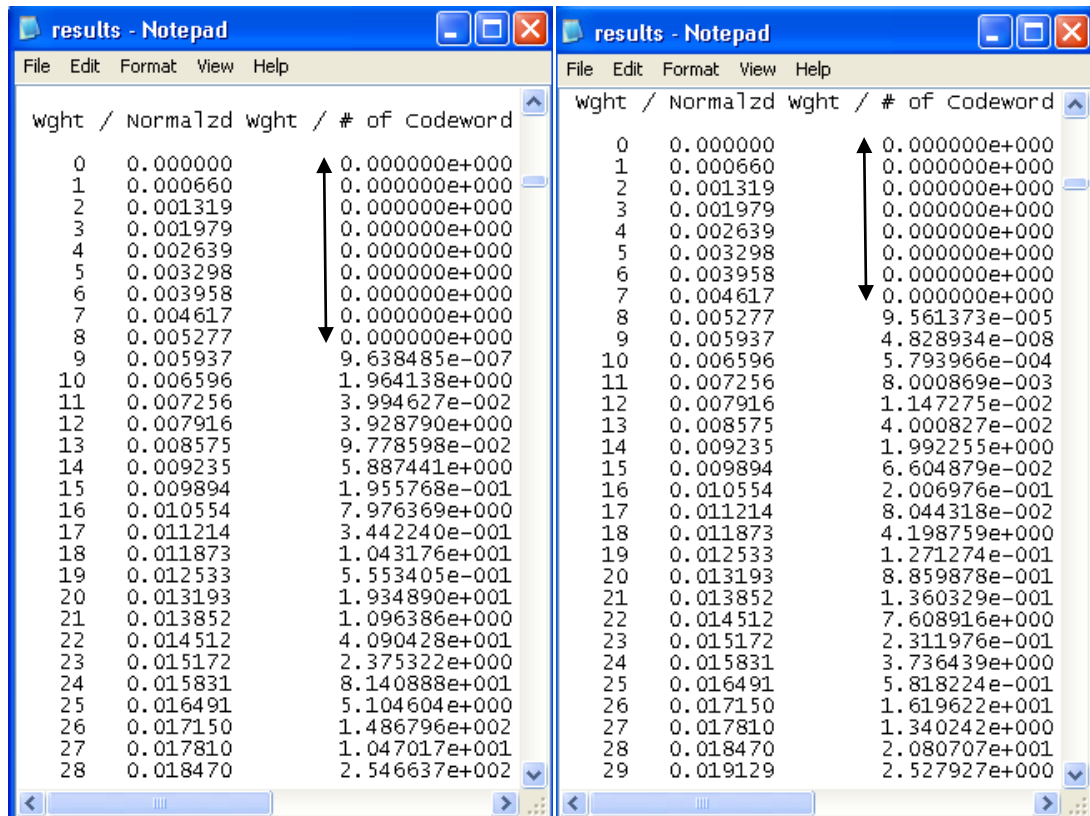 results - Notepad
File Edit Format View Help
Wght / Normalzd Wght / # of Codeword
0 0.000000 0.000000e+000
1 0.000660 0.000000e+000
2 0.001319 0.000000e+000
3 0.001979 0.000000e+000
4 0.002639 0.000000e+000
5 0.003298 0.000000e+000
6 0.003958 0.000000e+000
7 0.004617 0.000000e+000
8 0.005277 0.000000e+000
9 0.005937 9.638485e-007
10 0.006596 1.964138e+000
11 0.007256 3.994627e-002
12 0.007916 3.928790e+000
13 0.008575 9.778598e-002
14 0.009235 5.887441e+000
15 0.009894 1.955768e-001
16 0.010554 7.976369e+000
17 0.011214 3.442240e-001
18 0.011873 1.043176e+001
19 0.012533 5.553405e-001
20 0.013193 1.934890e+001
21 0.013852 1.096386e+000
22 0.014512 4.090428e+001
23 0.015172 2.375322e+000
24 0.015831 8.140888e+001
25 0.016491 5.104604e+000
26 0.017150 1.486796e+002
27 0.017810 1.047017e+001
28 0.018470 2.546637e+002
results - Notepad
File Edit Format View Help
Wght / Normalzd Wght / # of Codeword
0 0.000000 0.000000e+000
1 0.000660 0.000000e+000
2 0.001319 0.000000e+000
3 0.001979 0.000000e+000
4 0.002639 0.000000e+000
5 0.003298 0.000000e+000
6 0.003958 0.000000e+000
7 0.004617 0.000000e+000
8 0.005277 9.561373e-005
9 0.005937 4.828934e-008
10 0.006596 5.793966e-004
11 0.007256 8.000869e-003
12 0.007916 1.147275e-002
13 0.008575 4.000827e-002
14 0.009235 1.992255e+000
15 0.009894 6.604879e-002
16 0.010554 2.006976e-001
17 0.011214 8.044318e-002
18 0.011873 4.198759e+000
19 0.012533 1.271274e-001
20 0.013193 8.859878e-001
21 0.013852 1.360329e-001
22 0.014512 7.608916e+000
23 0.015172 2.311976e-001
24 0.015831 3.736439e+000
25 0.016491 5.818224e-001
26 0.017150 1.619622e+001
27 0.017810 1.340242e+000
28 0.018470 2.080707e+001
29 0.019129 2.527927e+000